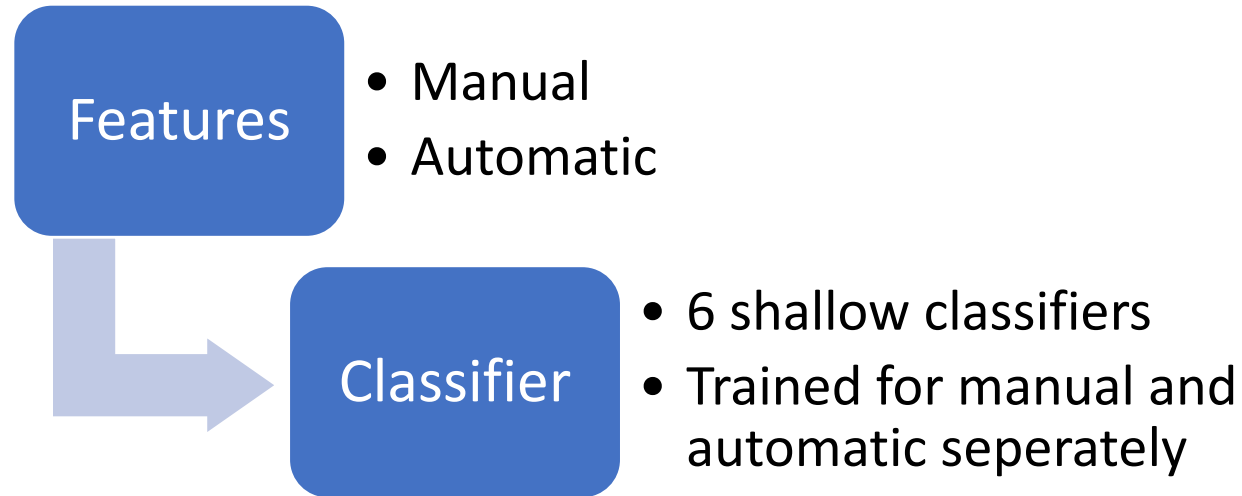 Features
• Manual
• Automatic
Classifier
• 6 shallow classifiers
• Trained for manual and
automatic seperately